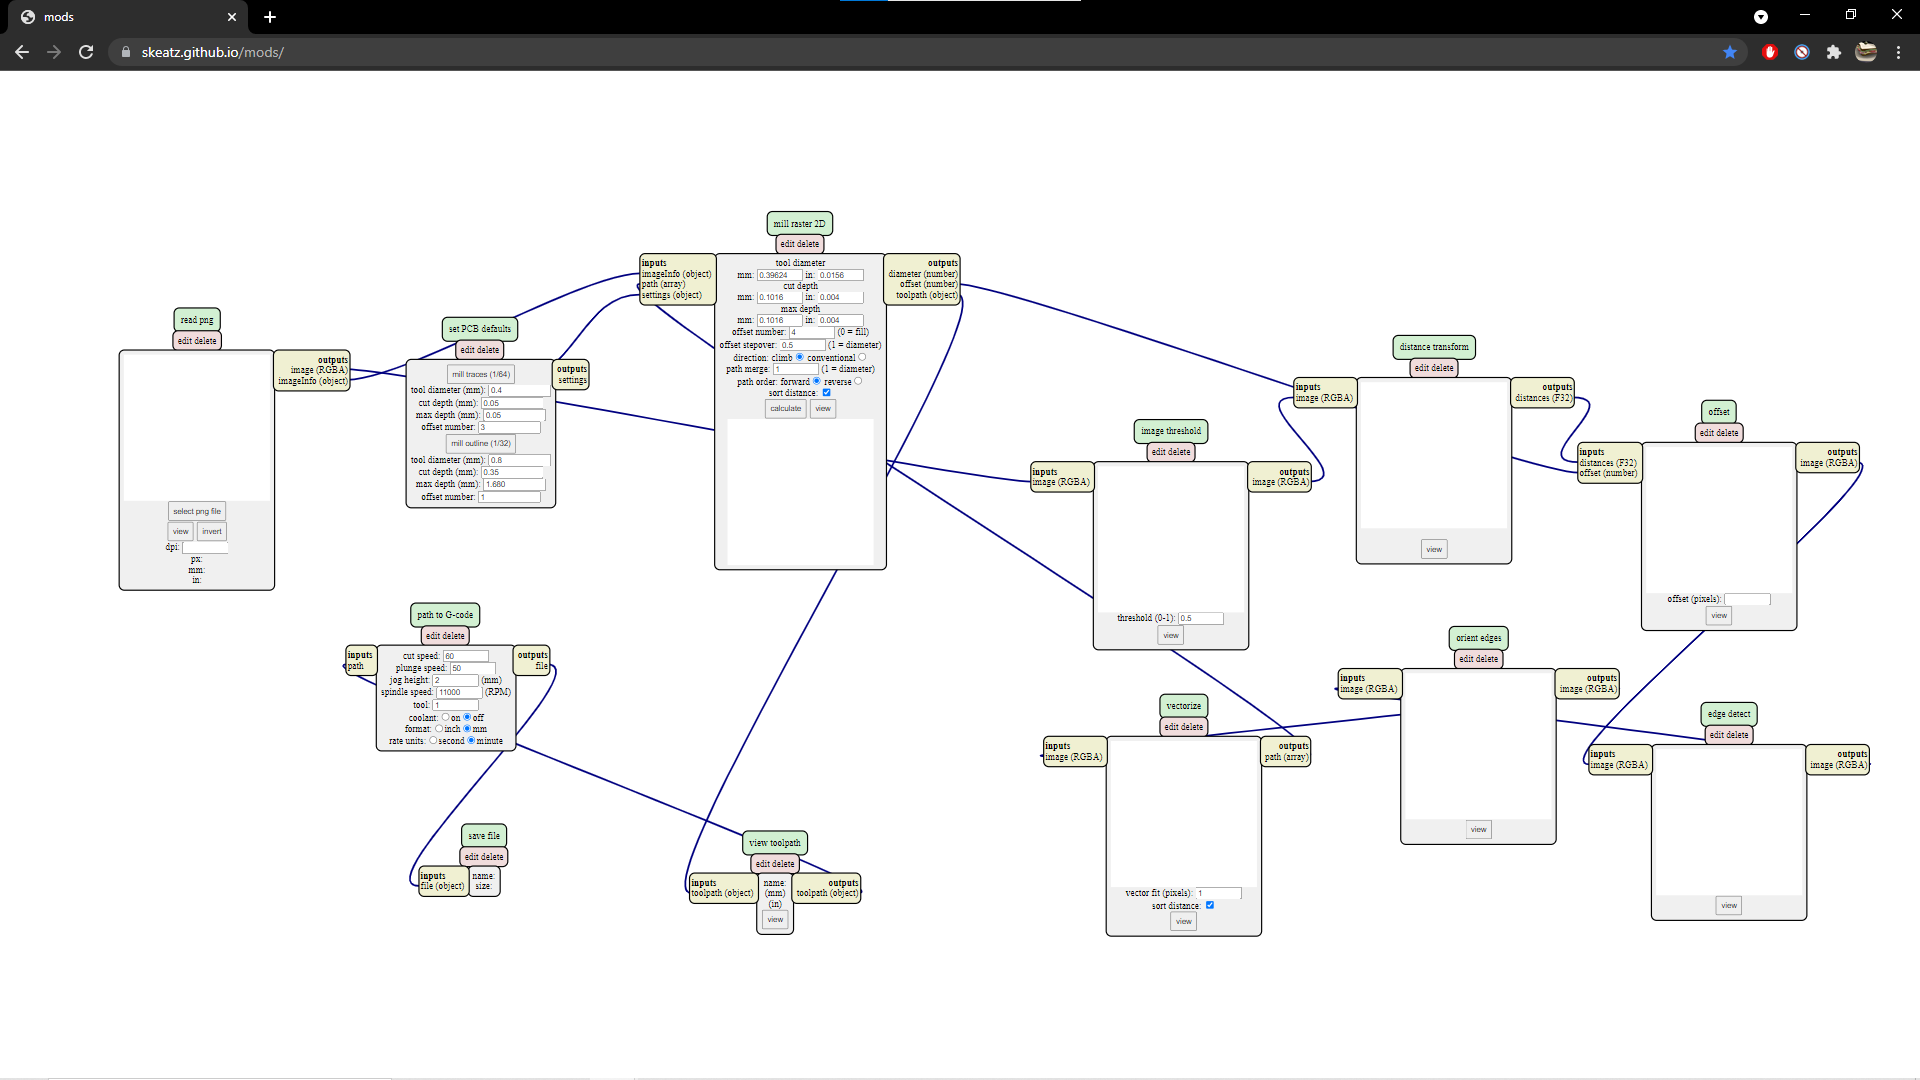 mods
skeatz.github.io/mods/
mill raster 2D
edit delete
inputs
imageInfo (object)
path (array)
settings (object)
tool diameter
mm: 0.39624 in: 0.0156
cut depth
mm: 0.1016 in: 0.004
max depth
mm: 0.1016 in: 0.004
offset number: 4 (0 = fill)
offset stepover: 0.5 (1 = diameter)
direction: climb conventional
path merge: 1 (1 = diameter)
path order: forward reverse
sort distance:
calculate view
outputs
diameter (number)
offset (number)
toolpath (object)
read png
edit delete
outputs
image (RGBA)
imageInfo (object)
select png file
view invert
dpi:
px:
mm:
in:
set PCB defaults
edit delete
mill traces (1/64)
tool diameter (mm): 0.4
cut depth (mm): 0.05
max depth (mm): 0.05
offset number: 3
mill outline (1/32)
tool diameter (mm): 0.8
cut depth (mm): 0.35
max depth (mm): 1.680
offset number: 1
outputs
settings
distance transform
edit delete
inputs
image (RGBA)
outputs
distances (F32)
view
offset
edit delete
inputs
distances (F32)
offset (number)
outputs
image (RGBA)
offset (pixels):
view
image threshold
edit delete
inputs
image (RGBA)
outputs
image (RGBA)
threshold (0-1): 0.5
view
path to G-code
edit delete
inputs
path
cut speed: 60
plunge speed: 50
jog height: 2 (mm)
spindle speed: 11000 (RPM)
tool: 1
coolant: on off
format: inch mm
rate units: second minute
outputs
file
orient edges
edit delete
inputs
image (RGBA)
outputs
image (RGBA)
view
vectorize
edit delete
inputs
image (RGBA)
outputs
path (array)
vector fit (pixels): 1
sort distance:
view
edge detect
edit delete
inputs
image (RGBA)
outputs
image (RGBA)
view
save file
edit delete
inputs
file (object)
name:
size:
view toolpath
edit delete
inputs
toolpath (object)
name:
(mm)
(in)
view
outputs
toolpath (object)